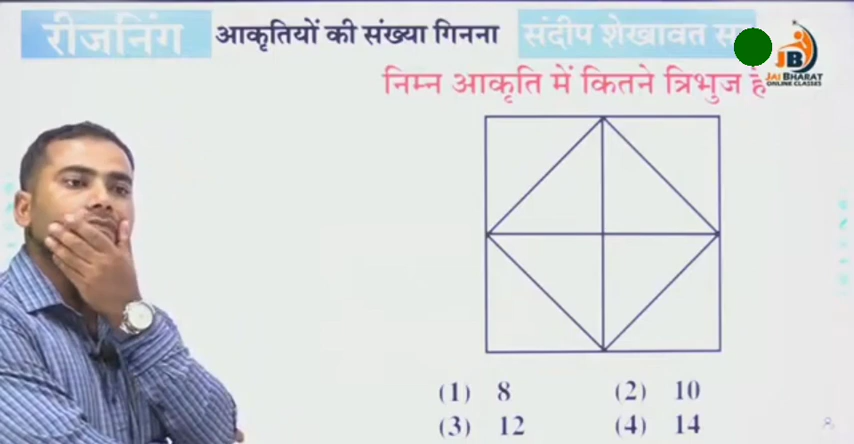 रीजनिंग
आकृतियों की संख्या गिनना
संदीप शेखावत
JB
JAI BHARAT
ONLINE CLASSES
निम्न आकृति में कितने त्रिभुज है
(1) 8
(2) 10
(3) 12
(4) 14